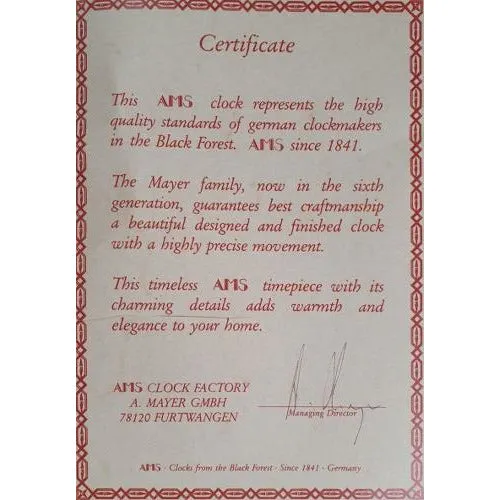 Certificate
This AMS clock represents the high
quality standards of german clockmakers
in the Black Forest. AMS since 1841.
The Mayer family, now in the sixth
generation, guarantees best craftmanship
a beautiful designed and finished clock
with a highly precise movement.
This timeless AMS timepiece with its
charming details adds warmth and
elegance to your home.
AMS CLOCK FACTORY
A. MAYER GMBH
78120 FURTWANGEN
Managing Director
AMS · Clocks from the Black Forest · Since 1841 · Germany